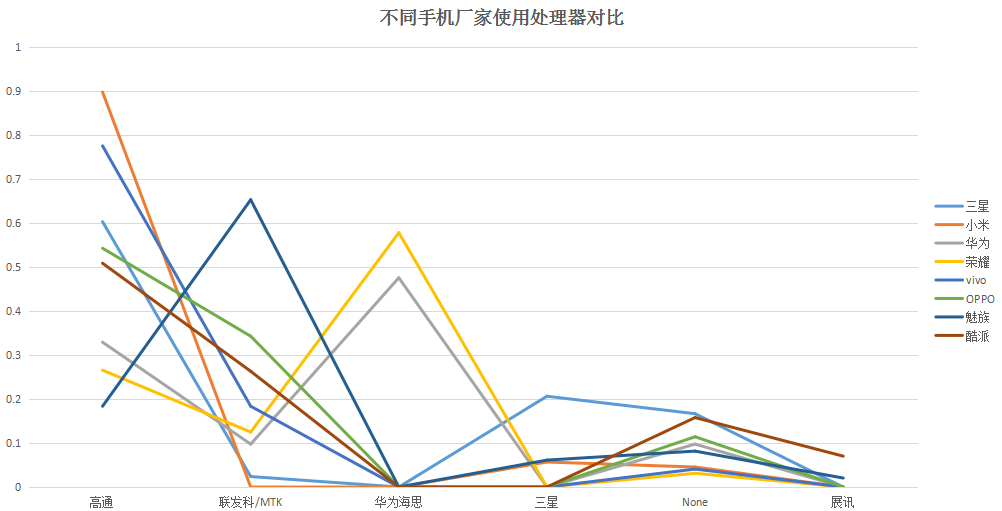 不同手机厂家使用处理器对比
1
0.9
0.8
0.7
0.6
0.5
0.4
0.3
0.2
0.1
0
高通
联发科/MTK
华为海思
三星
None
展讯
三星
小米
华为
荣耀
vivo
OPPO
魅族
酷派